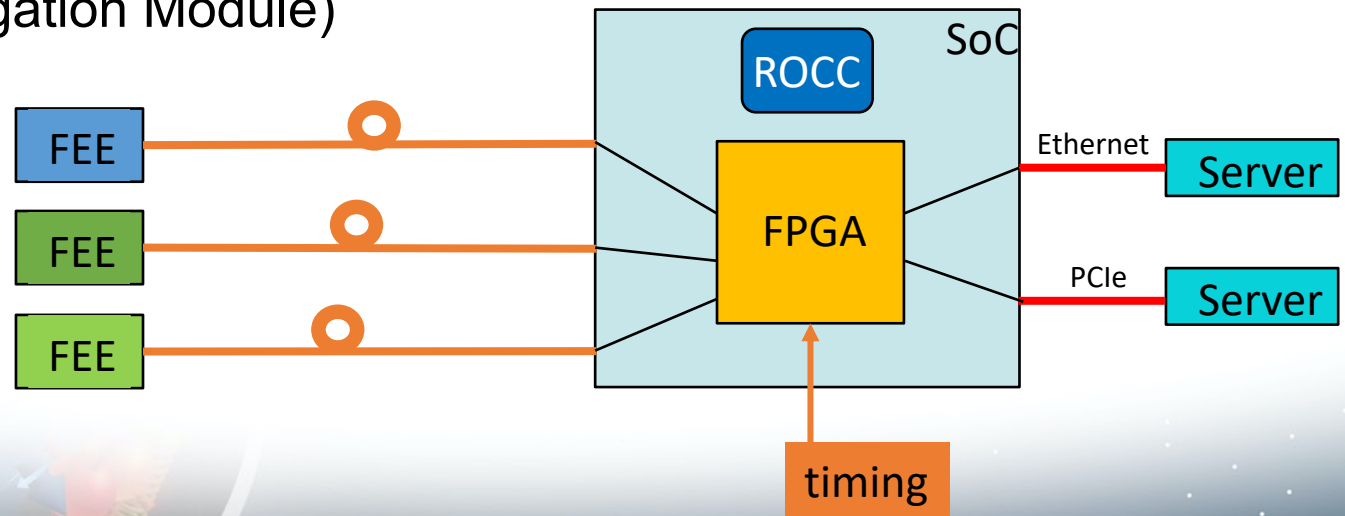 gation Module)
SoC
ROCC
FEE
Ethernet
Server
FPGA
FEE
PCIe
Server
FEE
timing